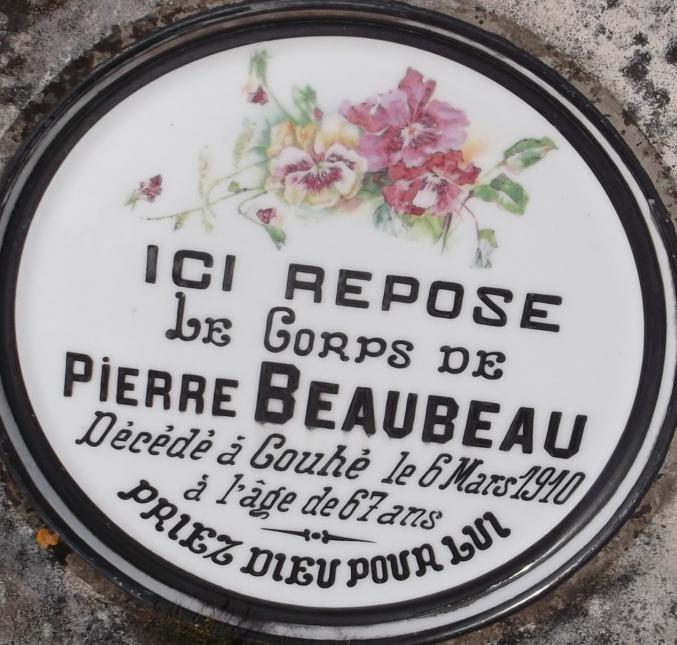 ICI REPOSE
Le Corps de
PiERRE BEAUBEAU
Décédé à Couhé le 6 Mars 1910
à l'âge de 67 ans
PRIEZ DIEU POUR LUI